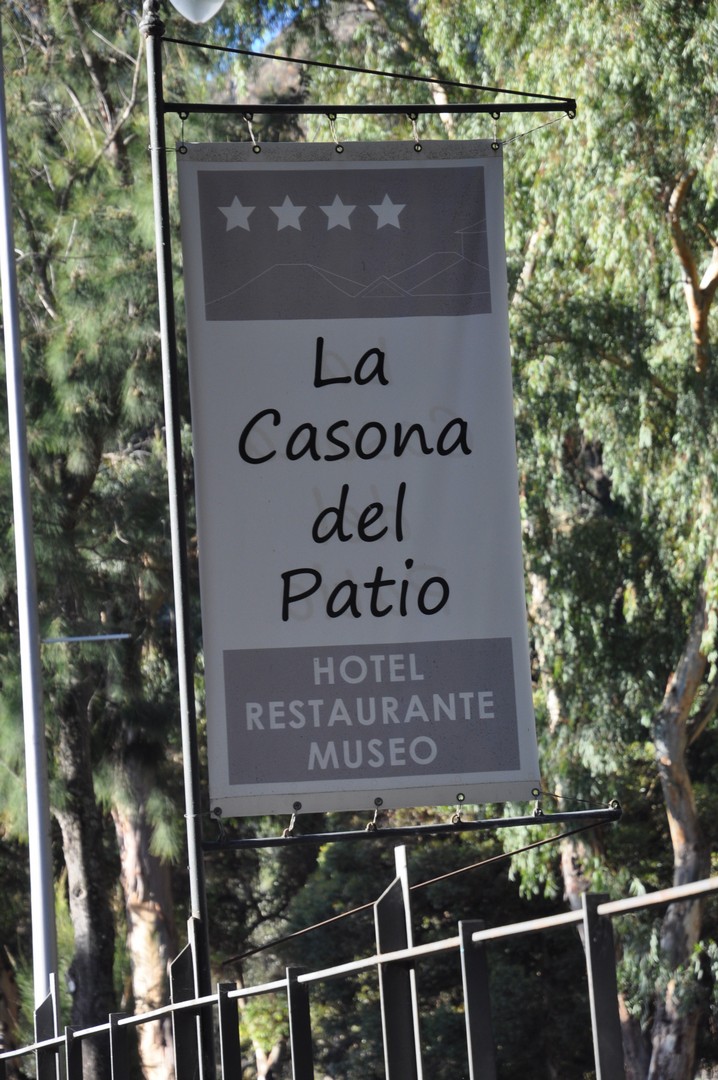 La
Casona
del
Patio
HOTEL
RESTAURANTE
MUSEO